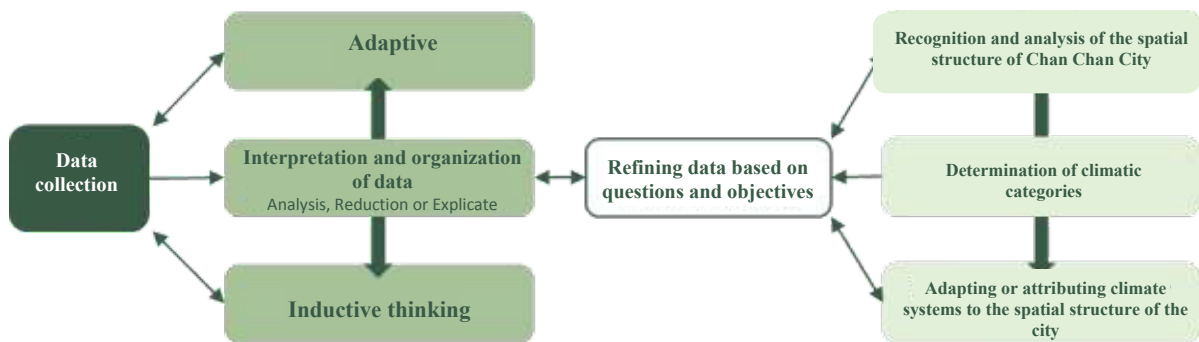 Data
collection
Adaptive
Interpretation and organization
of data
Analysis, Reduction or Explicate
Inductive thinking
Refining data based on
questions and objectives
Recognition and analysis of the spatial
structure of Chan Chan City
Determination of climatic
categories
Adapting or attributing climate
systems to the spatial structure of the
city